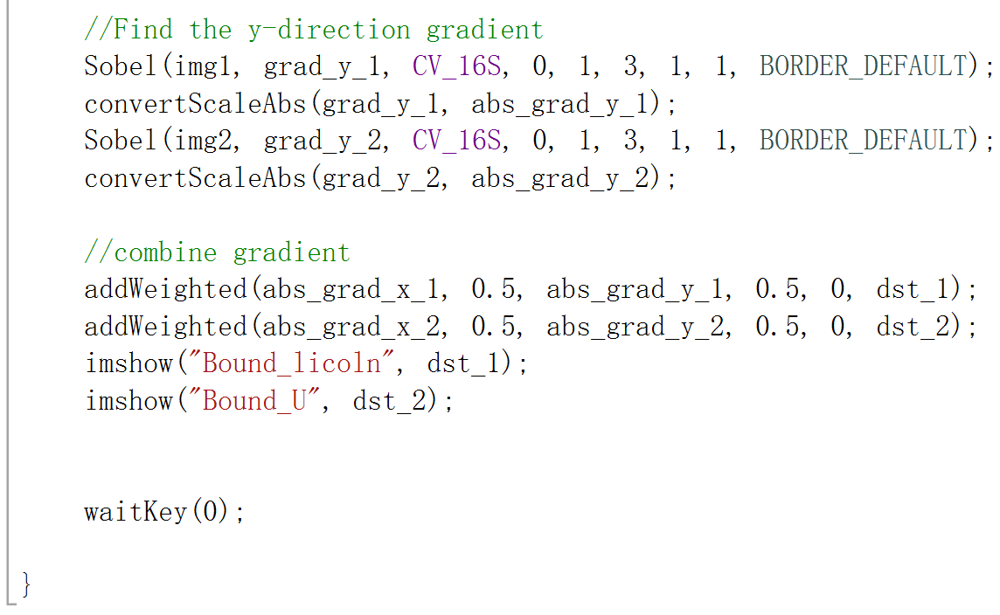 //Find the y-direction gradient
Sobel(img1, grad_y_1, CV_16S, 0, 1, 3, 1, 1, BORDER_DEFAULT);
convertScaleAbs(grad_y_1, abs_grad_y_1);
Sobel(img2, grad_y_2, CV_16S, 0, 1, 3, 1, 1, BORDER_DEFAULT);
convertScaleAbs(grad_y_2, abs_grad_y_2);
//combine gradient
addWeighted(abs_grad_x_1, 0.5, abs_grad_y_1, 0.5, 0, dst_1);
addWeighted(abs_grad_x_2, 0.5, abs_grad_y_2, 0.5, 0, dst_2);
imshow("Bound_licoln", dst_1);
imshow("Bound_U", dst_2);
waitKey(0);
}